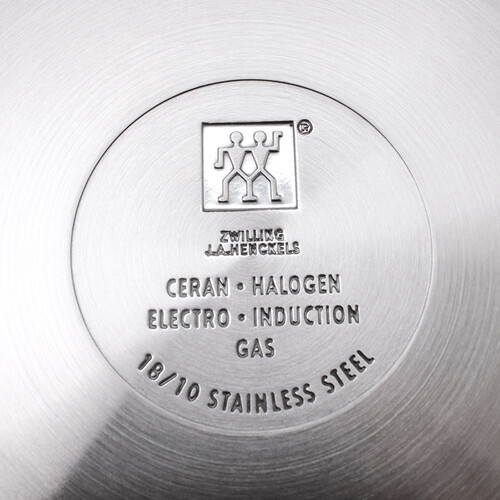 ®
ZWILLING
J.A.HENCKELS
CERAN • HALOGEN
ELECTRO • INDUCTION
GAS
18/10 STAINLESS STEEL